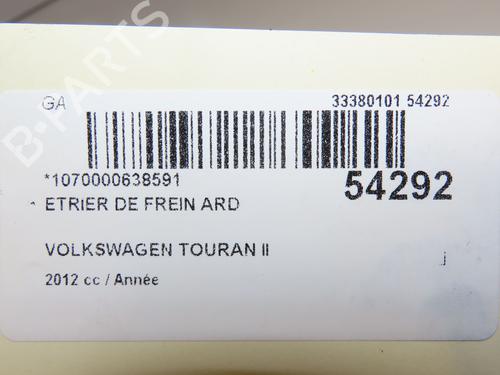 GA
33380101 54292
*1070000638591
54292
ETRIER DE FREIN ARD
VOLKSWAGEN TOURAN II
j
2012 cc / Année
B-PARTS